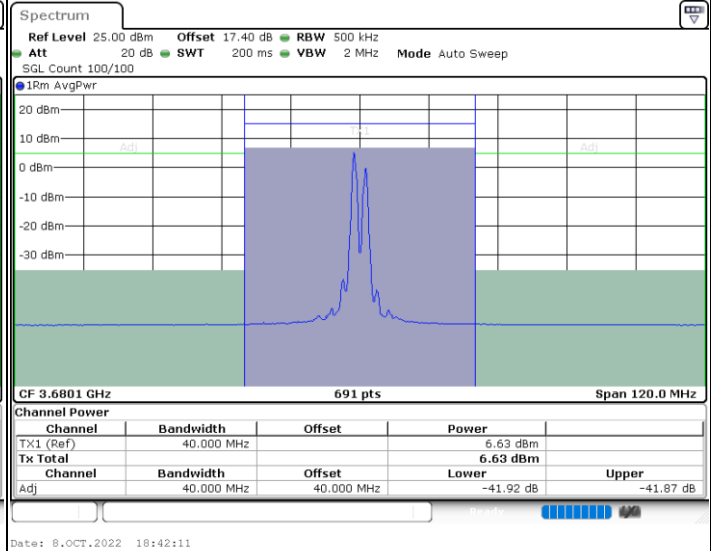 Spectrum
Ref Level 25.00 dBm Offset 17.40 dB RBW 500 kHz
Att 20 dB SWT 200 ms VBW 2 MHz Mode Auto Sweep
SGL Count 100/100
1Rm AvgPwr
20 dBm
TX1
10 dBm
Adj Adj
0 dBm
-10 dBm
-20 dBm
-30 dBm
CF 3.6801 GHz 691 pts Span 120.0 MHz
Channel Power
Channel Bandwidth Offset Power
TX1 (Ref) 40.000 MHz 6.63 dBm
Tx Total 6.63 dBm
Channel Bandwidth Offset Lower Upper
Adj 40.000 MHz 40.000 MHz -41.92 dB -41.87 dB
Ready
Date: 8.OCT.2022 18:42:11